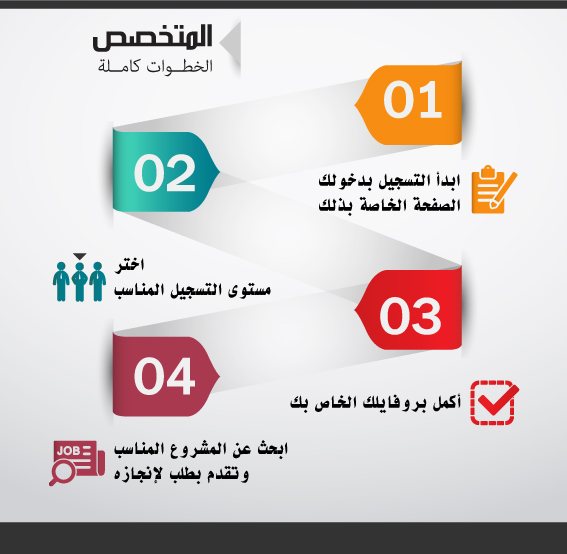 المتخصص
الخطوات كاملة
01
ابدأ التسجيل بدخولك
الصفحة الخاصة بذلك
02
اختر
مستوى التسجيل المناسب
03
أكمل بروفايلك الخاص بك
04
JOB
ابحث عن المشروع المناسب
وتقدم بطلب لإنجازه